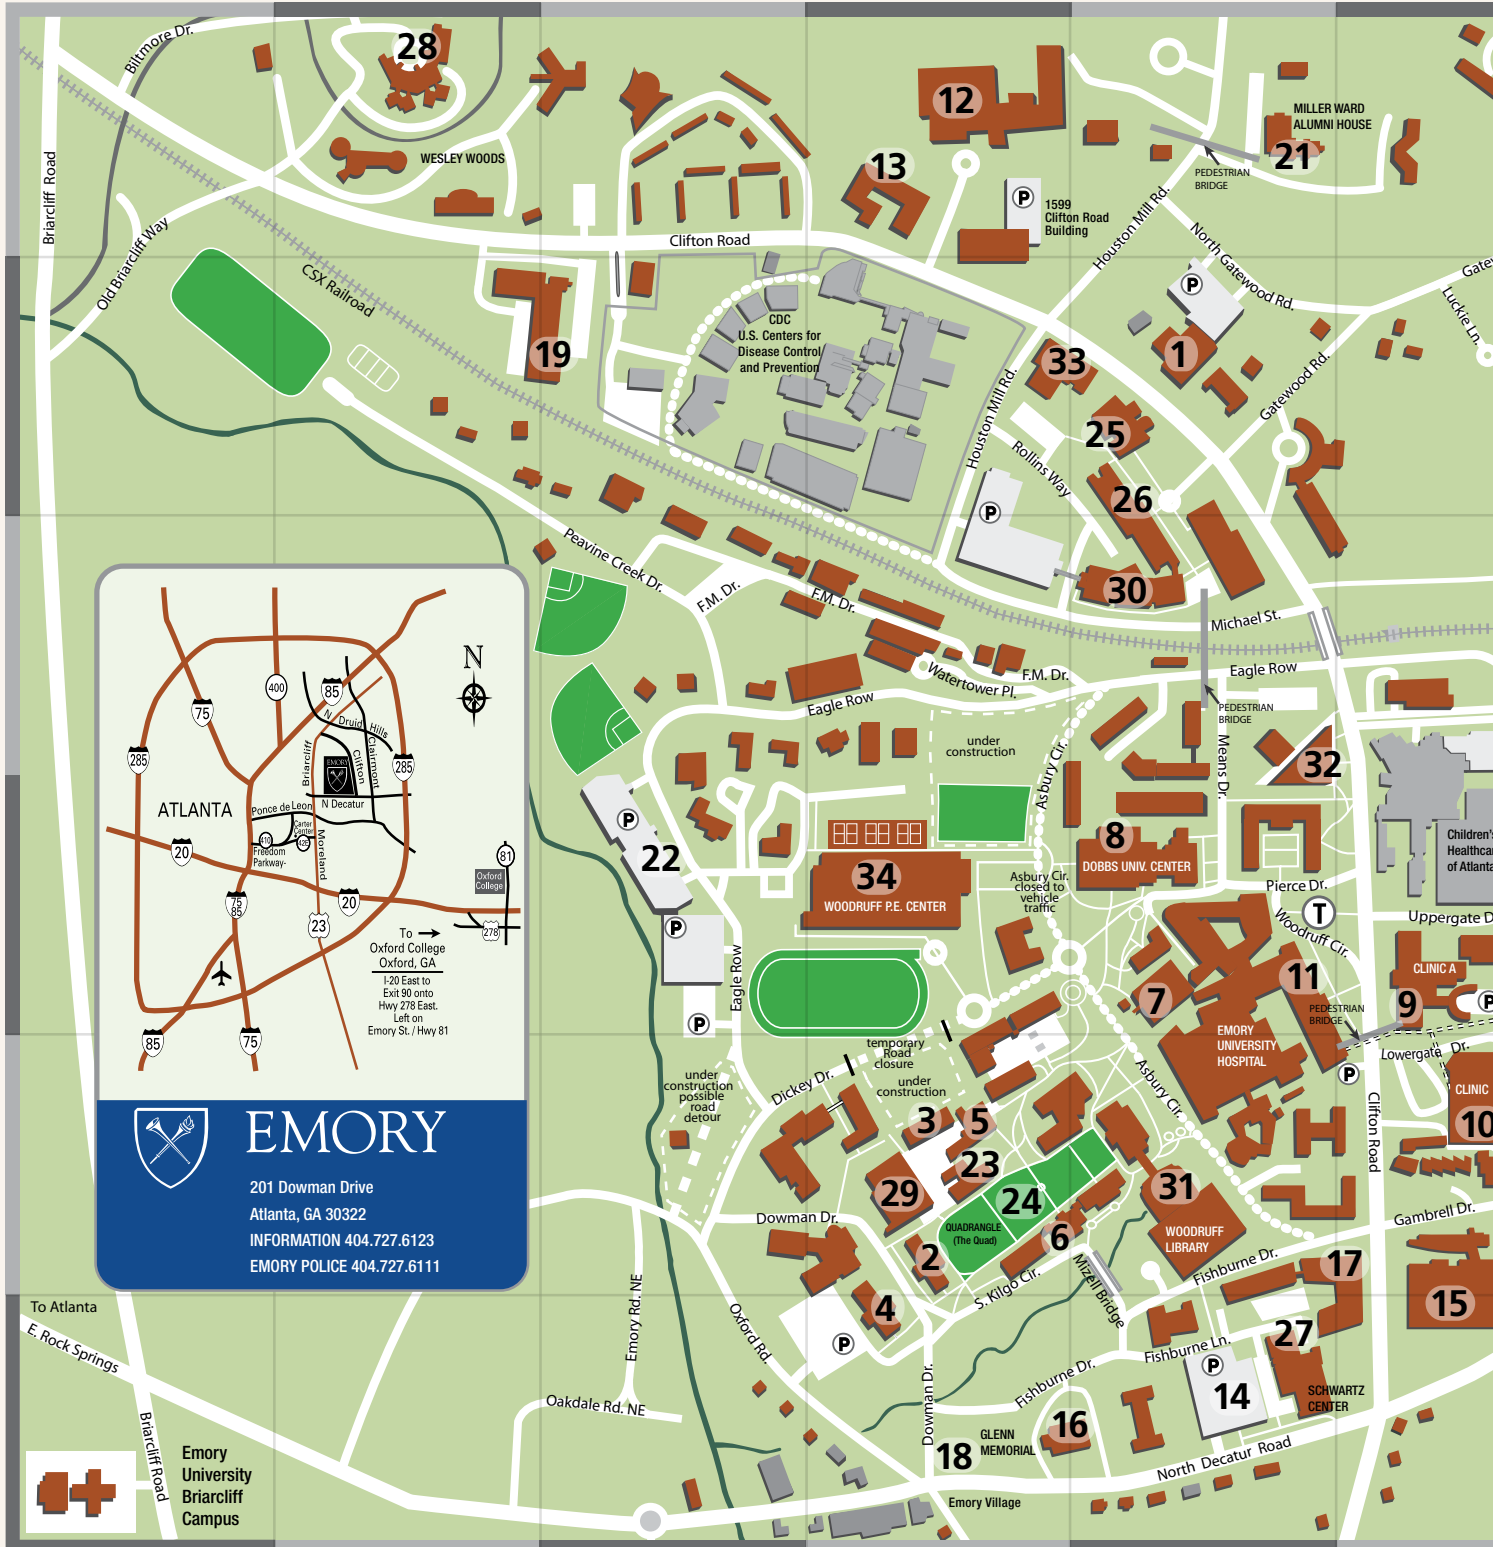 Biltmore Dr.
28
12
MILLER WARD
ALUMNI HOUSE
21
PEDESTRIAN
BRIDGE
WESLEY WOODS
13
P
1599
Clifton Road
Building
Briarcliff Road
Old Briarcliff Way
Clifton Road
Houston Mill Rd.
North Gatewood Rd.
P
Gatew
Luckie Ln.
CSX Railroad
19
CDC
U.S. Centers for
Disease Control
and Prevention
33
1
Gatewood Rd.
Houston Mill Rd.
25
Rollins Way
26
P
30
Peavine Creek Dr.
F.M. Dr.
F.M. Dr.
Michael St.
Eagle Row
F.M. Dr.
Watertower Pl.
Eagle Row
PEDESTRIAN
BRIDGE
under
construction
Asbury Cir.
Means Dr.
32
N
400
85
75
N Druid Hills
285
Briarcliff
Clifton
Clairmont
EMORY
285
ATLANTA
Ponce de Leon
N Decatur
Carter
Center
410
42E
Freedom
Parkway
Moreland
20
81
Oxford
College
75
85
20
23
278
To
Oxford College
Oxford, GA
I-20 East to
Exit 90 onto
Hwy 278 East.
Left on
Emory St. / Hwy 81
85
75
EMORY
201 Dowman Drive
Atlanta, GA 30322
INFORMATION 404.727.6123
EMORY POLICE 404.727.6111
P
22
8
DOBBS UNIV. CENTER
Children's
Healthcar
of Atlanta
34
WOODRUFF P.E. CENTER
Asbury Cir.
closed to
vehicle
traffic
Pierce Dr.
T
Woodruff Cir.
Uppergate D
P
Eagle Row
7
11
CLINIC A
9
P
PEDESTRIAN
BRIDGE
P
EMORY
UNIVERSITY
HOSPITAL
Lowergate Dr.
P
temporary
Road
closure
Dickey Dr.
under
construction
under
construction
possible
road
detour
Asbury Cir.
CLINIC
10
Clifton Road
3
5
23
29
24
QUADRANGLE
(The Quad)
31
WOODRUFF
LIBRARY
Dowman Dr.
2
6
Gambrell Dr.
Fishburne Dr.
17
S. Kilgo Cir.
Mizell Bridge
15
4
P
27
Fishburne Ln.
P
14
SCHWARTZ
CENTER
Oxford Rd.
Emory Rd. NE
Oakdale Rd. NE
Dowman Dr.
Fishburne Dr.
16
GLENN
MEMORIAL
18
North Decatur Road
Emory Village
To Atlanta
E. Rock Springs
Briarcliff Road
Emory
University
Briarcliff
Campus